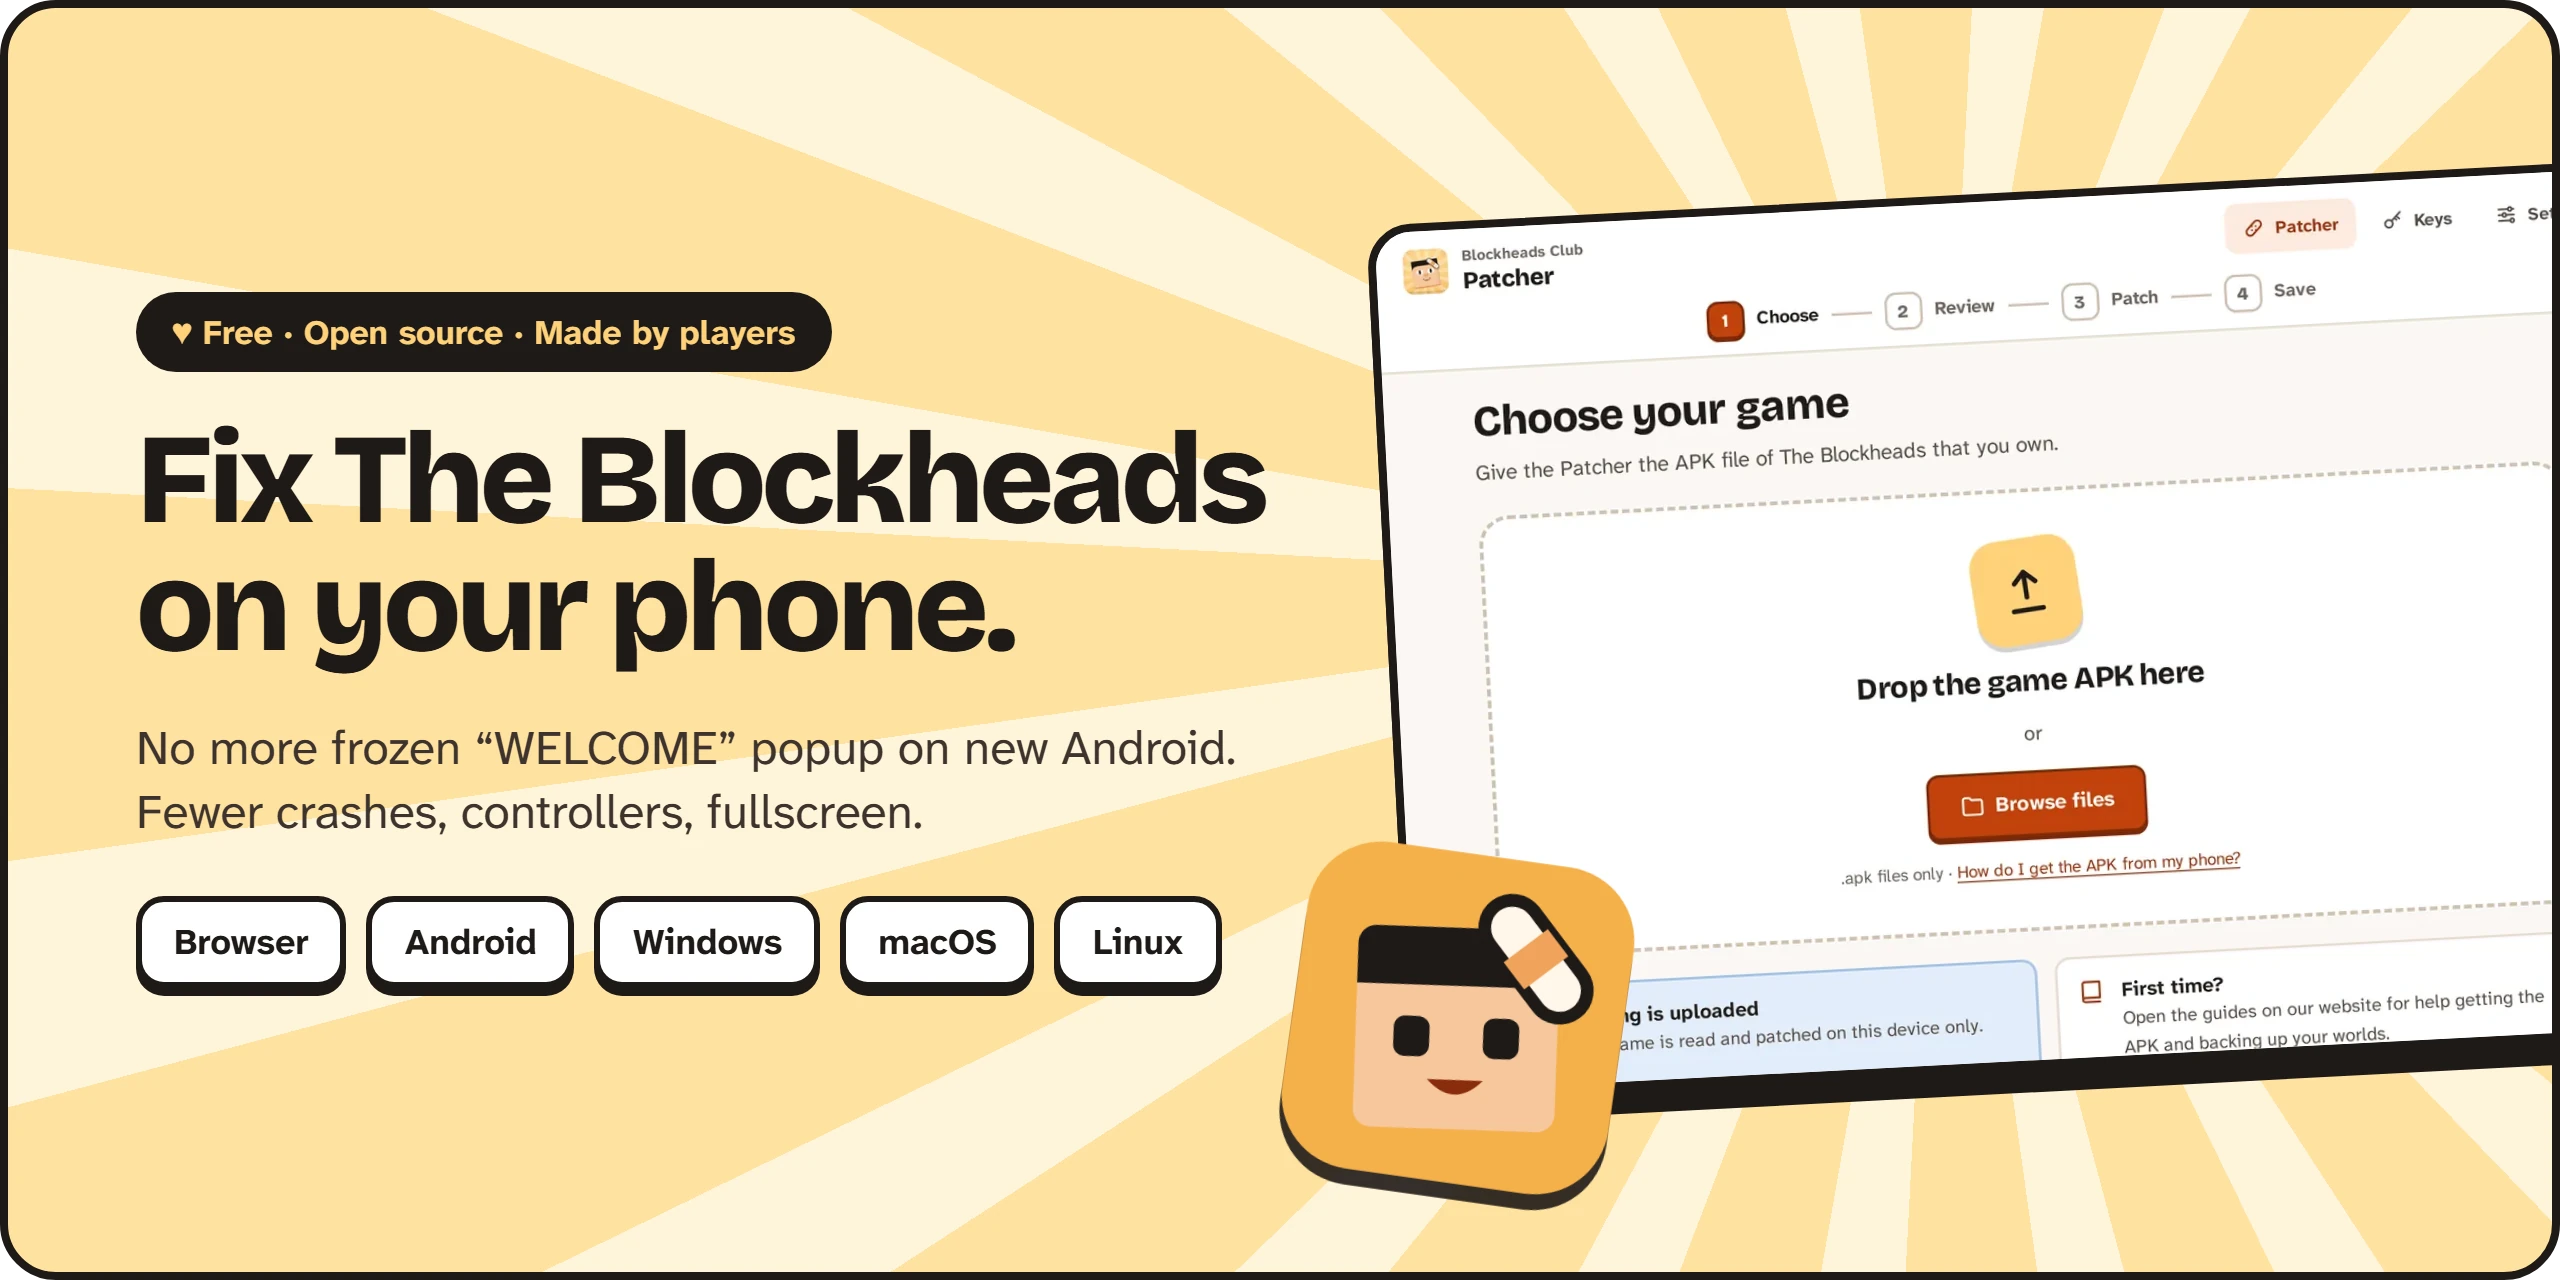 ♥ Free · Open source · Made by players
Fix The Blockheads
on your phone.
No more frozen “WELCOME” popup on new Android.
Fewer crashes, controllers, fullscreen.
Browser
Android
Windows
macOS
Linux
Blockheads Club
Patcher
Patcher
Keys
1 Choose
2 Review
3 Patch
4 Save
Choose your game
Give the Patcher the APK file of The Blockheads that you own.
Drop the game APK here
or
Browse files
.apk files only · How do I get the APK from my phone?
is uploaded
is read and patched on this device only.
First time?
Open the guides on our website for help getting the
APK and backing up your worlds.